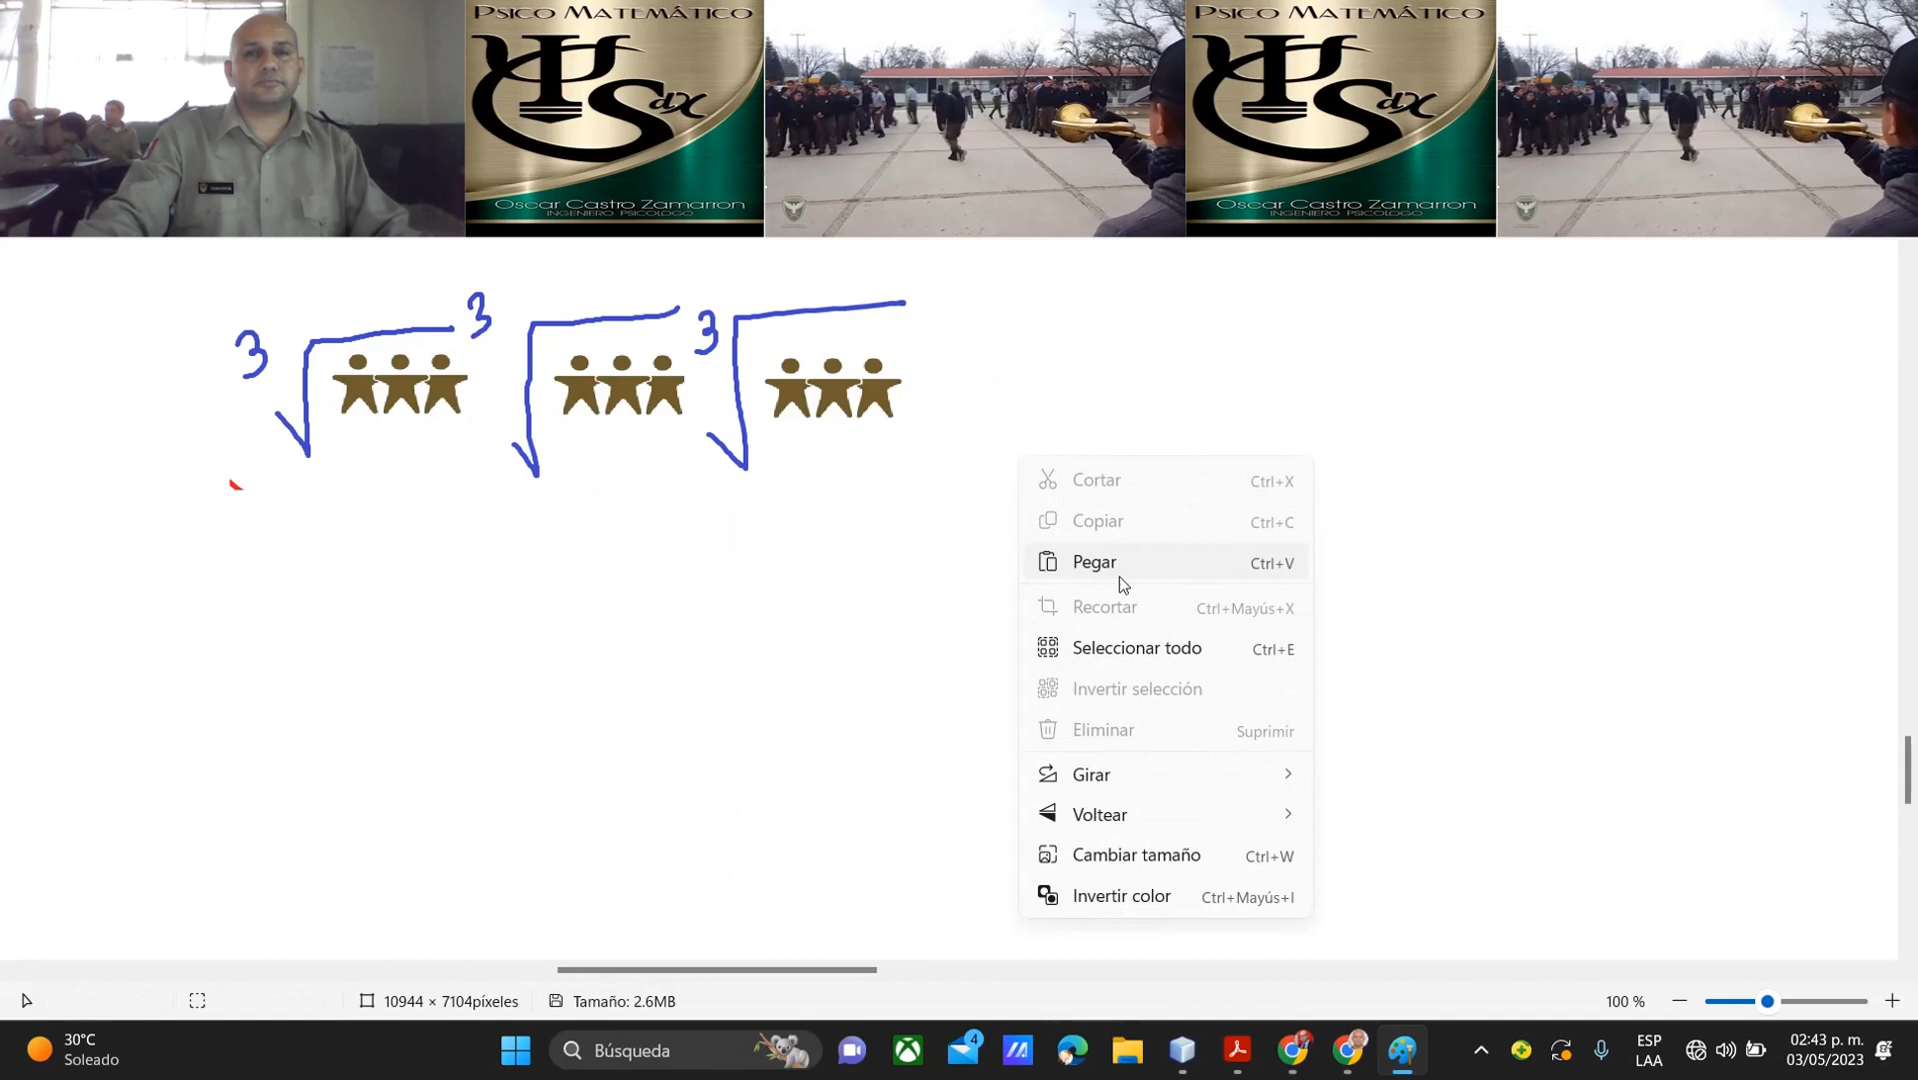 PSICO MATEMÁTICO
dx
Oscar Castro Zamarron
INGENIERO PSICOLOGO
PSICO MATEMÁTICO
dx
Oscar Castro Zamarron
INGENIERO PSICOLOGO
3 3 3
Cortar Ctrl+X
Copiar Ctrl+C
Pegar Ctrl+V
Recortar Ctrl+Mayús+X
Seleccionar todo Ctrl+E
Invertir selección
Eliminar Suprimir
Girar
Voltear
Cambiar tamaño Ctrl+W
Invertir color Ctrl+Mayús+I
10944 × 7104píxeles Tamaño: 2.6MB 100 %
30°C
Soleado
Búsqueda
4
ESP
LAA
02:43 p. m.
03/05/2023